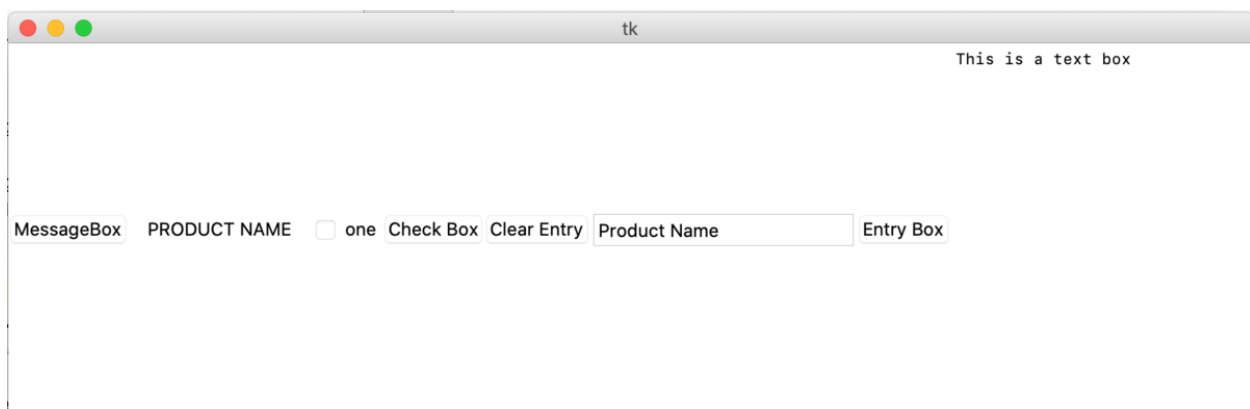 tk
This is a text box
MessageBox PRODUCT NAME one Check Box Clear Entry Product Name Entry Box